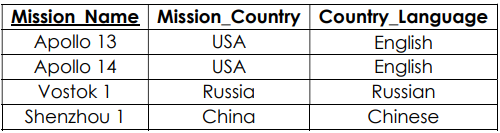 Mission_Name Mission_Country Country_Language
Apollo 13 USA English
Apollo 14 USA English
Vostok 1 Russia Russian
Shenzhou 1 China Chinese